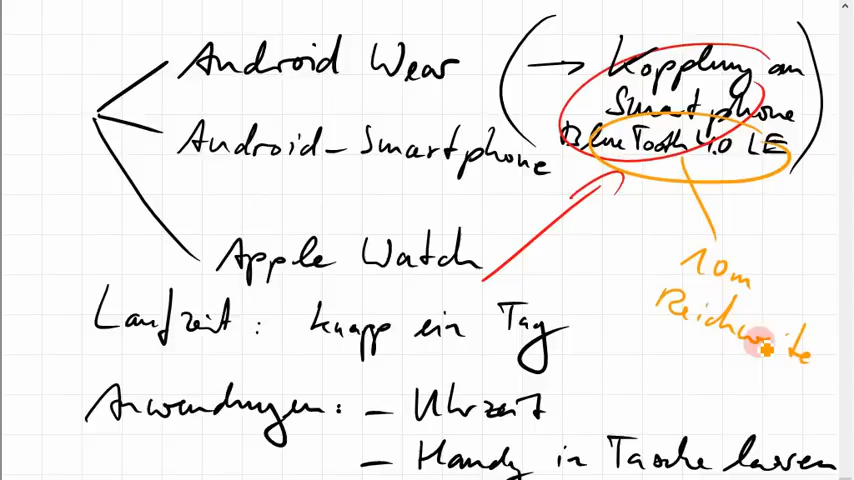 Android Wear
(→ Kopplung an
Smartphone
BlueTooth 4.0 LE)
Android-Smartphone
Apple Watch
10m
Reichweite
Laufzeit: knapp ein Tag
Anwendungen: - Uhrzeit
- Handy in Tasche lassen